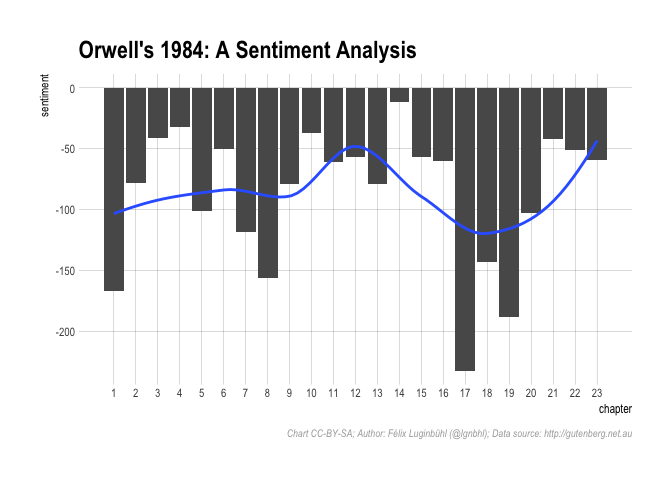 Orwell's 1984: A Sentiment Analysis
sentiment
0
-50
-100
-150
-200
1 2 3 4 5 6 7 8 9 10 11 12 13 14 15 16 17 18 19 20 21 22 23
chapter
Chart CC-BY-SA; Author: Félix Luginbühl (@lgnbhl); Data source: http://gutenberg.net.au